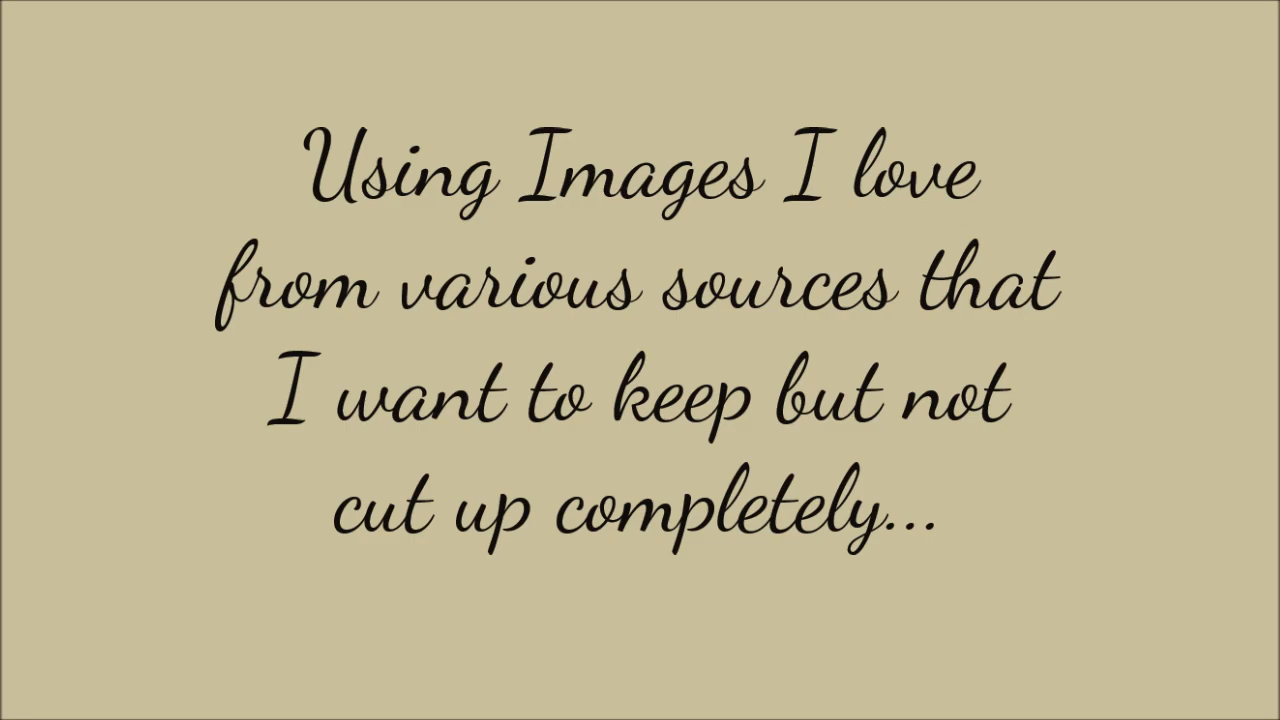 Using Images I love
from various sources that
I want to keep but not
cut up completely...